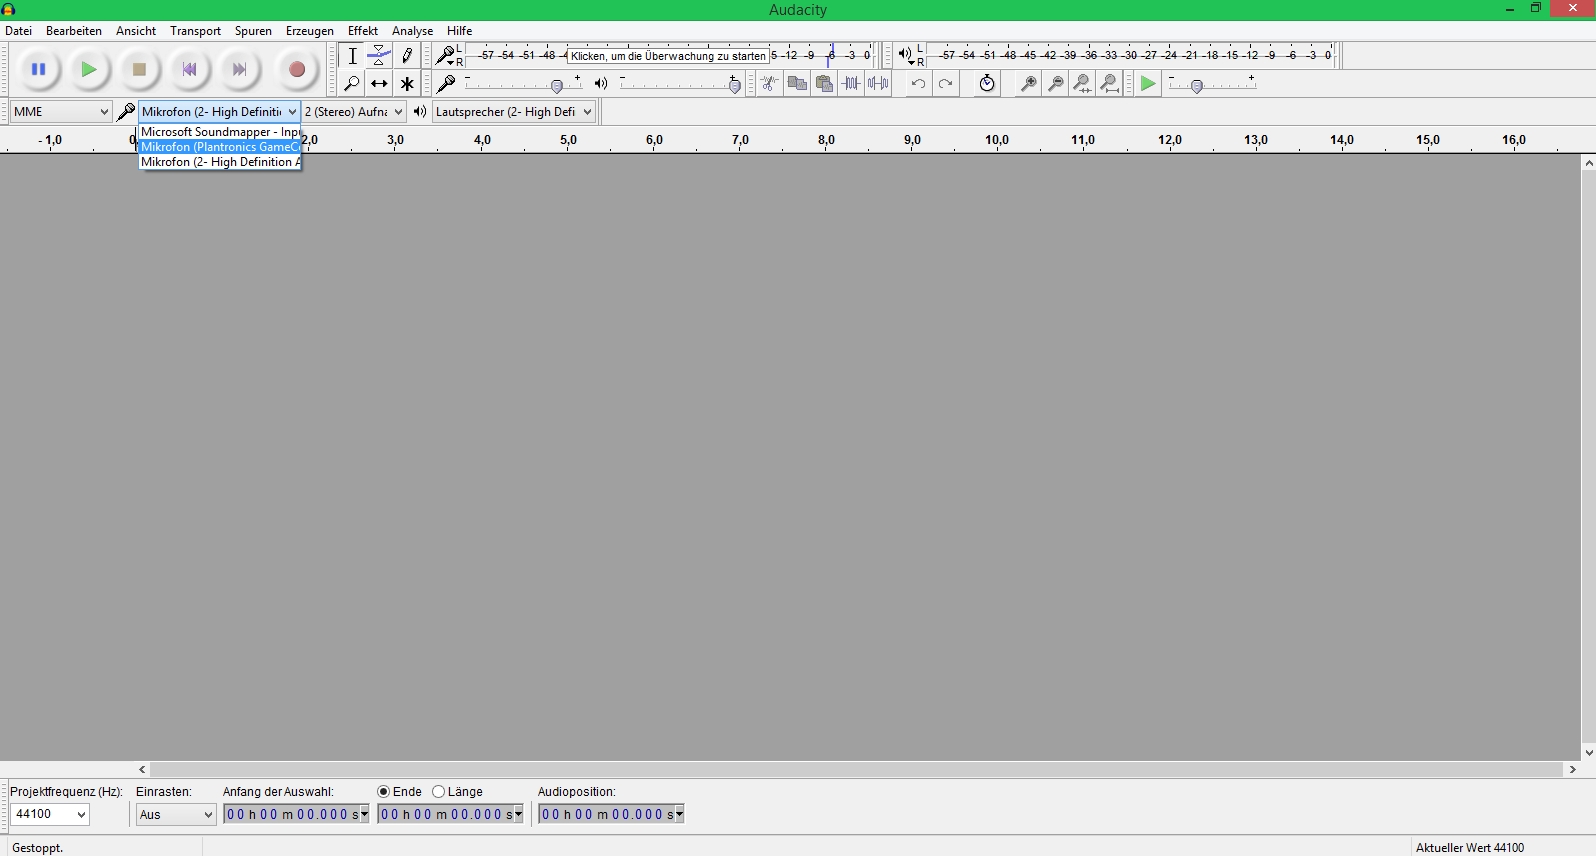 Audacity
Datei Bearbeiten Ansicht Transport Spuren Erzeugen Effekt Analyse Hilfe
L
R
-57 -54 -51 -48 Klicken, um die Überwachung zu starten -12 -9 -6 -3 0
L
R
-57 -54 -51 -48 -45 -42 -39 -36 -33 -30 -27 -24 -21 -18 -15 -12 -9 -6 -3 0
- + - + - +
MME Mikrofon (2- High Definiti 2 (Stereo) Aufna Lautsprecher (2- High Defi
Microsoft Soundmapper - Inp
Mikrofon (Plantronics GameC
Mikrofon (2- High Definition A
- 1,0 2,0 3,0 4,0 5,0 6,0 7,0 8,0 9,0 10,0 11,0 12,0 13,0 14,0 15,0 16,0
Projektfrequenz (Hz): Einrasten: Anfang der Auswahl: Ende Länge Audioposition:
44100 Aus 00 h 00 m 00.000 s 00 h 00 m 00.000 s 00 h 00 m 00.000 s
Gestoppt. Aktueller Wert 44100